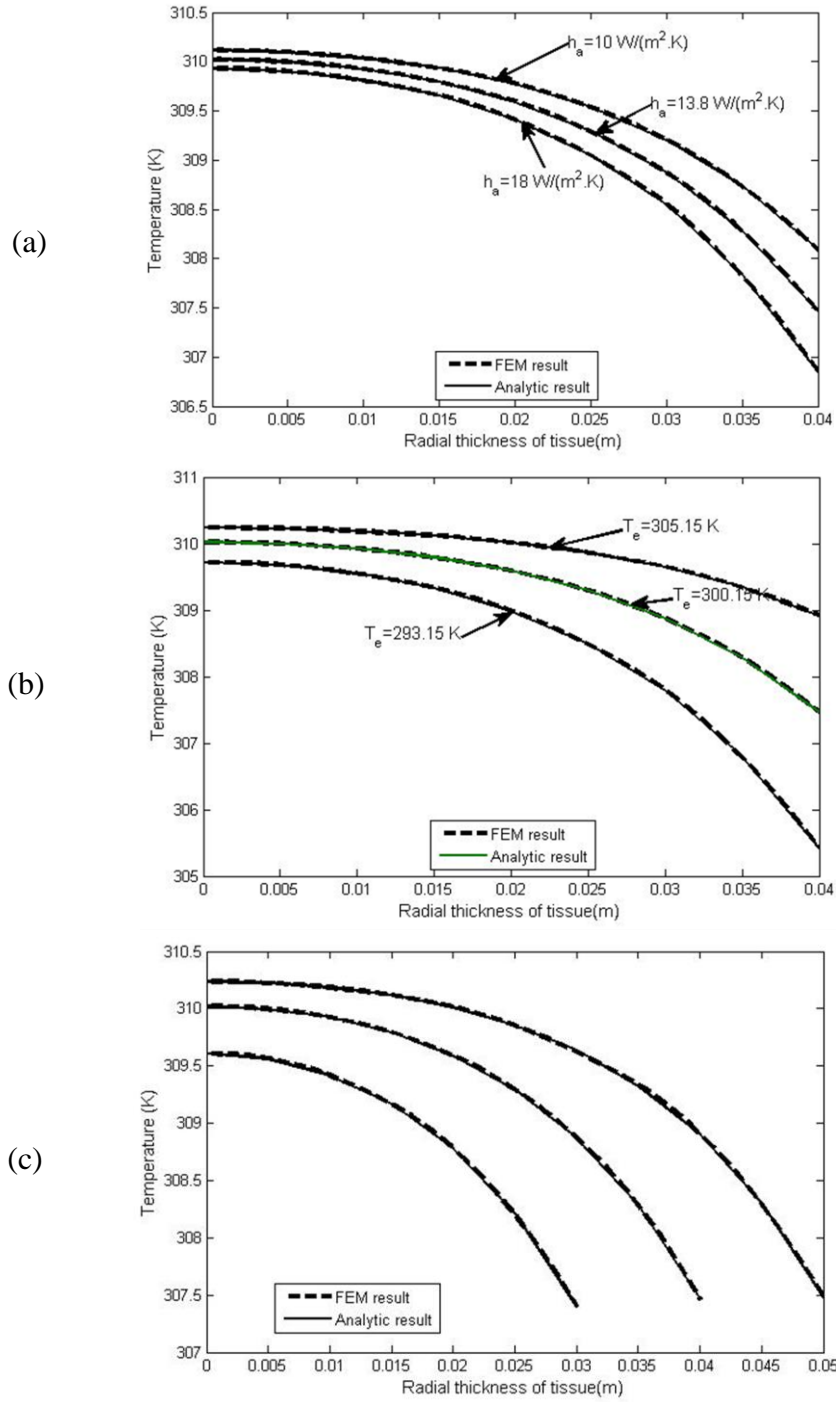 (a)
Temperature (K)
310.5
310
309.5
309
308.5
308
307.5
307
306.5
h_a=10 W/(m².K)
h_a=13.8 W/(m².K)
h_a=18 W/(m².K)
FEM result
Analytic result
0 0.005 0.01 0.015 0.02 0.025 0.03 0.035 0.04
Radial thickness of tissue(m)
(b)
Temperature (K)
311
310
309
308
307
306
305
T_e=305.15 K
T_e=300.15 K
T_e=293.15 K
FEM result
Analytic result
0 0.005 0.01 0.015 0.02 0.025 0.03 0.035 0.04
Radial thickness of tissue(m)
(c)
Temperature (K)
310.5
310
309.5
309
308.5
308
307.5
307
FEM result
Analytic result
0 0.005 0.01 0.015 0.02 0.025 0.03 0.035 0.04 0.045 0.05
Radial thickness of tissue(m)